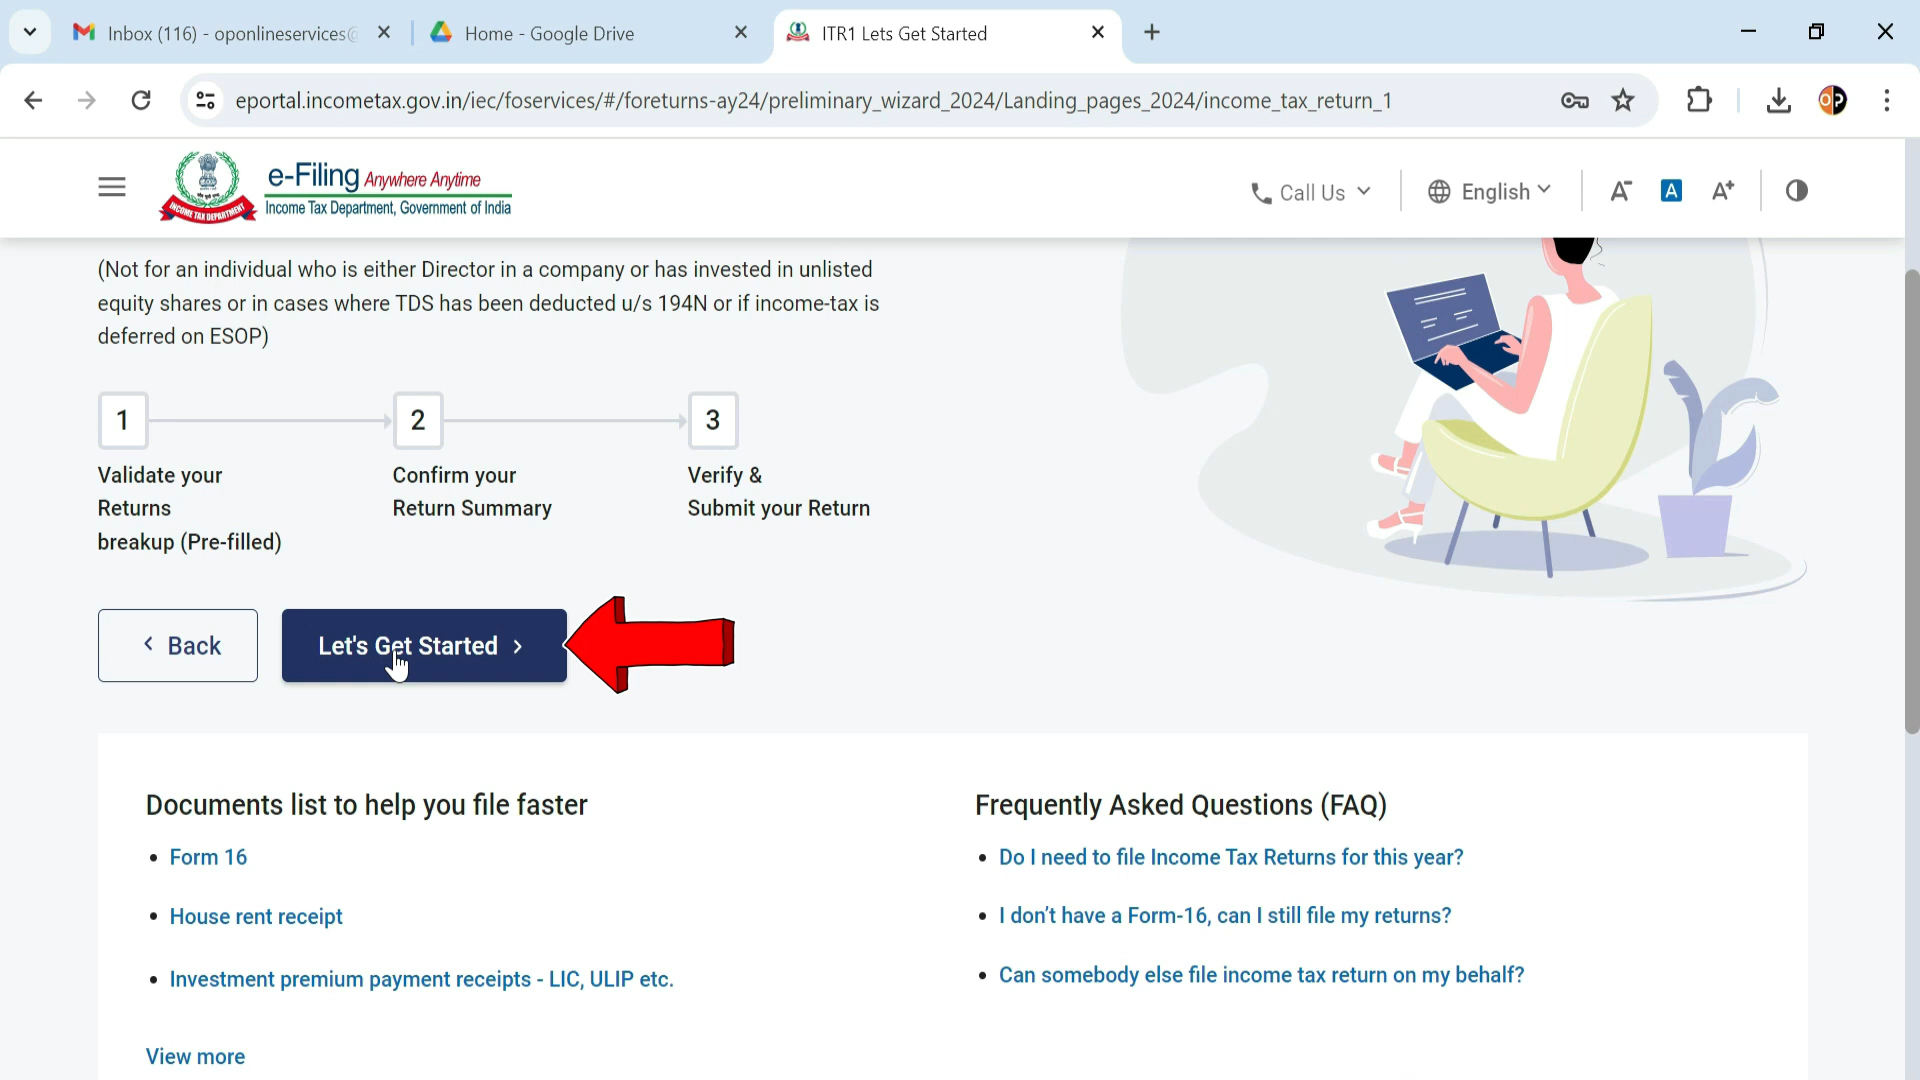 Inbox (116) - oponlineservices@
Home - Google Drive
ITR1 Lets Get Started
eportal.incometax.gov.in/iec/foservices/#/foreturns-ay24/preliminary_wizard_2024/Landing_pages_2024/income_tax_return_1
OP
INCOME TAX DEPARTMENT
e-Filing Anywhere Anytime
Income Tax Department, Government of India
Call Us
English
A-
A
A+
(Not for an individual who is either Director in a company or has invested in unlisted
equity shares or in cases where TDS has been deducted u/s 194N or if income-tax is
deferred on ESOP)
1
2
3
Validate your
Returns
breakup (Pre-filled)
Confirm your
Return Summary
Verify &
Submit your Return
Back
Let's Get Started
Documents list to help you file faster
• Form 16
• House rent receipt
• Investment premium payment receipts - LIC, ULIP etc.
View more
Frequently Asked Questions (FAQ)
• Do I need to file Income Tax Returns for this year?
• I don’t have a Form-16, can I still file my returns?
• Can somebody else file income tax return on my behalf?